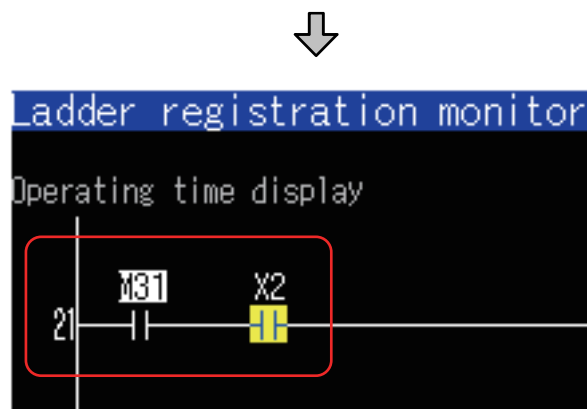 Ladder registration monitor
Operating time display
M31 X2
21